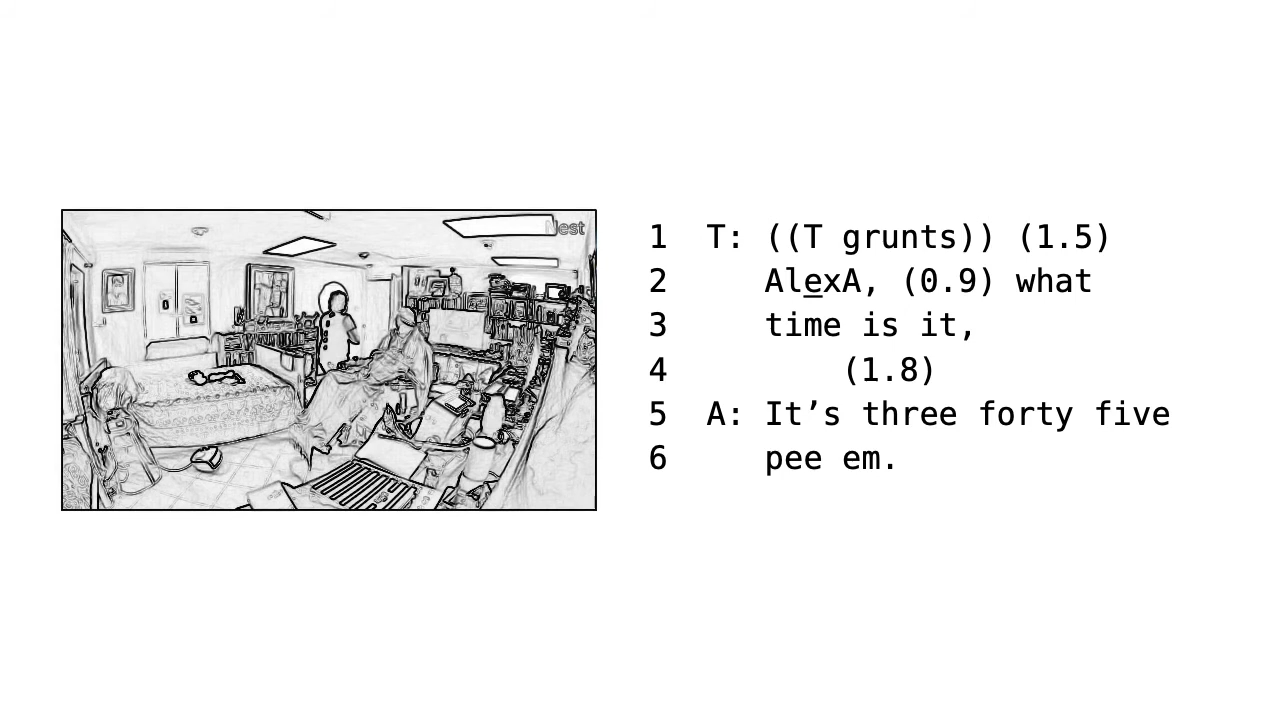 Nest
1 T: ((T grunts)) (1.5)
2 AlexA, (0.9) what
3 time is it,
4 (1.8)
5 A: It’s three forty five
6 pee em.